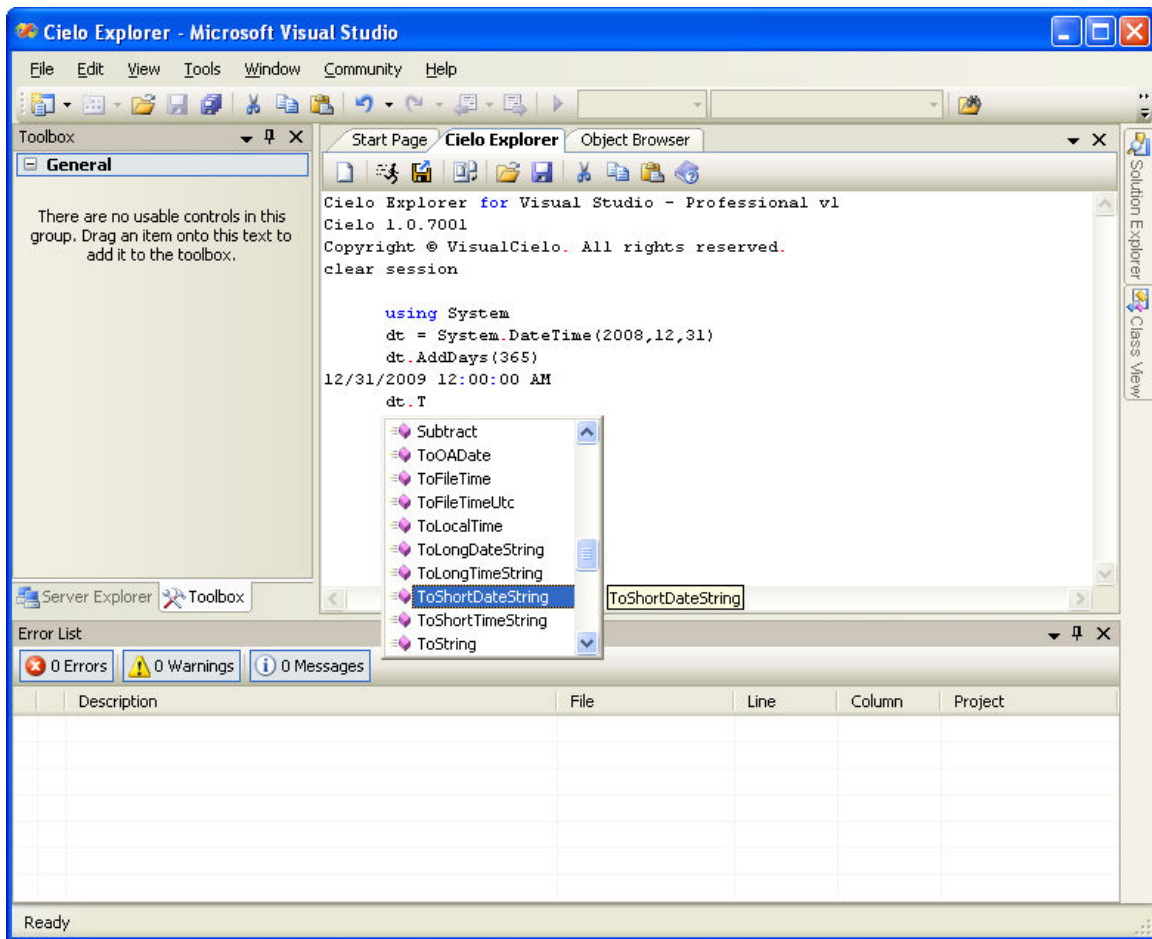 Cielo Explorer - Microsoft Visual Studio
File Edit View Tools Window Community Help
Toolbox
General
There are no usable controls in this
group. Drag an item onto this text to
add it to the toolbox.
Server Explorer Toolbox
Start Page Cielo Explorer Object Browser
Cielo Explorer for Visual Studio - Professional v1
Cielo 1.0.7001
Copyright © VisualCielo. All rights reserved.
clear session
using System
dt = System.DateTime(2008,12,31)
dt.AddDays(365)
12/31/2009 12:00:00 AM
dt.T
Subtract
ToOADate
ToFileTime
ToFileTimeUtc
ToLocalTime
ToLongDateString
ToLongTimeString
ToShortDateString
ToShortDateString
ToShortTimeString
ToString
Solution Explorer
Class View
Error List
0 Errors 0 Warnings 0 Messages
Description File Line Column Project
Ready